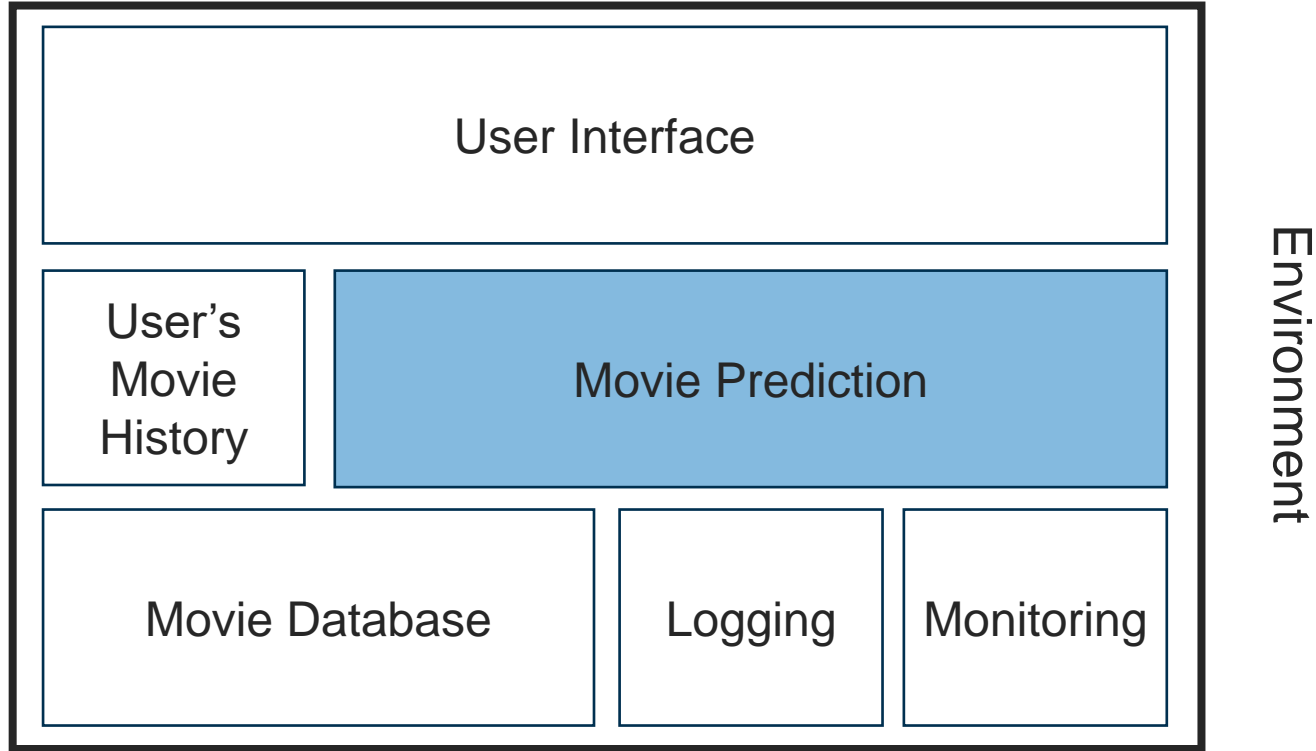 User Interface
User’s
Movie
History
Movie Prediction
Environment
Movie Database
Logging
Monitoring